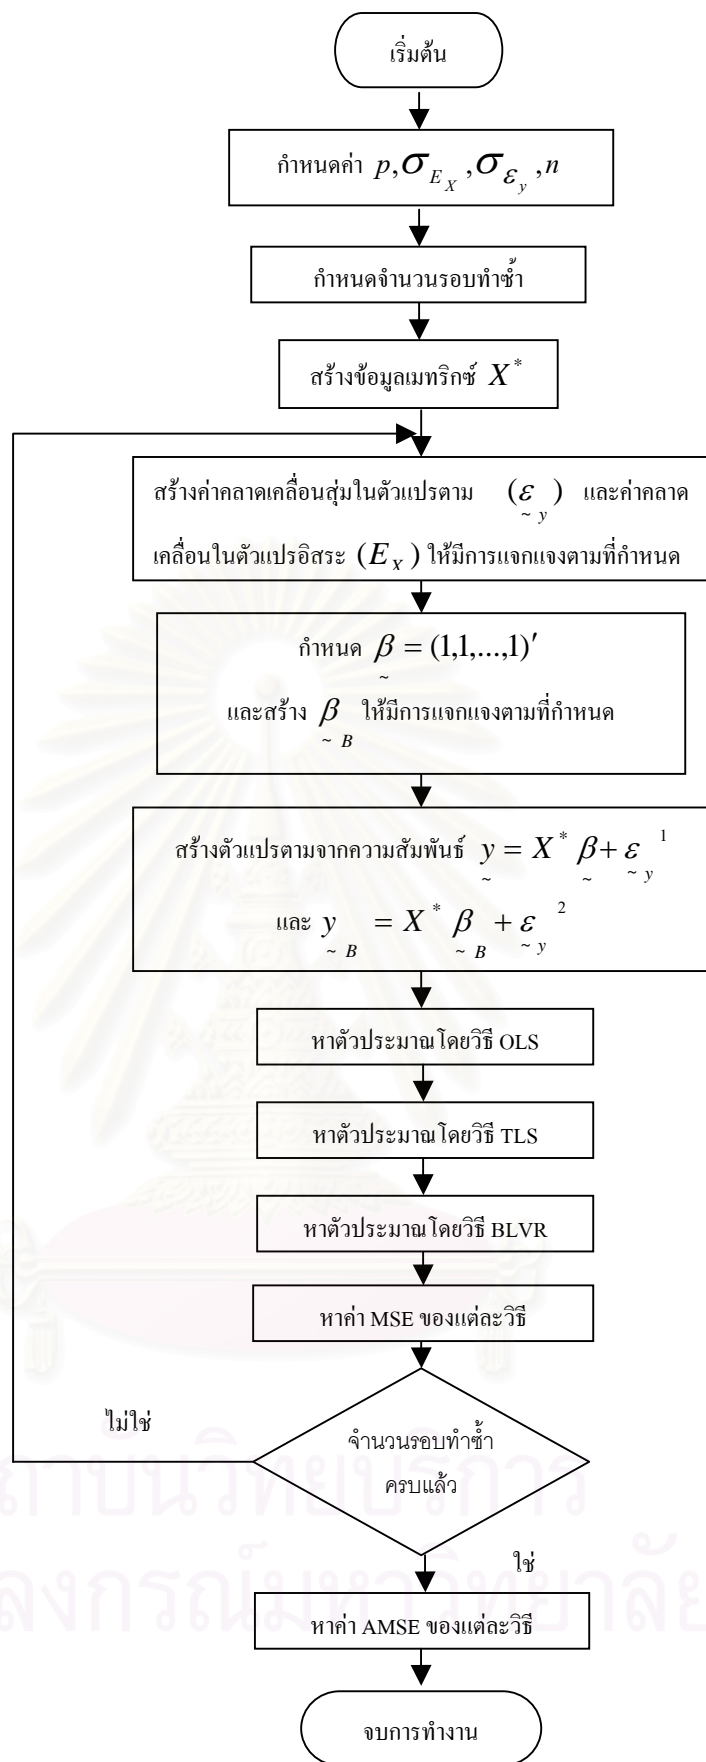 เริ่มต้น
กำหนดค่า p, σ_{E_X}, σ_{ε_y}, n
กำหนดจำนวนรอบทำซ้ำ
สร้างข้อมูลเมทริกซ์ X*
สร้างค่าคลาดเคลื่อนสุ่มในตัวแปรตาม (ε̰_y) และค่าคลาด
เคลื่อนในตัวแปรอิสระ (E_X) ให้มีการแจกแจงตามที่กำหนด
กำหนด β̰ = (1,1,...,1)′
และสร้าง β̰_B ให้มีการแจกแจงตามที่กำหนด
สร้างตัวแปรตามจากความสัมพันธ์ y̰ = X* β̰ + ε̰_y ¹
และ y̰_B = X* β̰_B + ε̰_y ²
หาตัวประมาณโดยวิธี OLS
หาตัวประมาณโดยวิธี TLS
หาตัวประมาณโดยวิธี BLVR
หาค่า MSE ของแต่ละวิธี
ไม่ใช่
จำนวนรอบทำซ้ำ
ครบแล้ว
ใช่
หาค่า AMSE ของแต่ละวิธี
จบการทำงาน